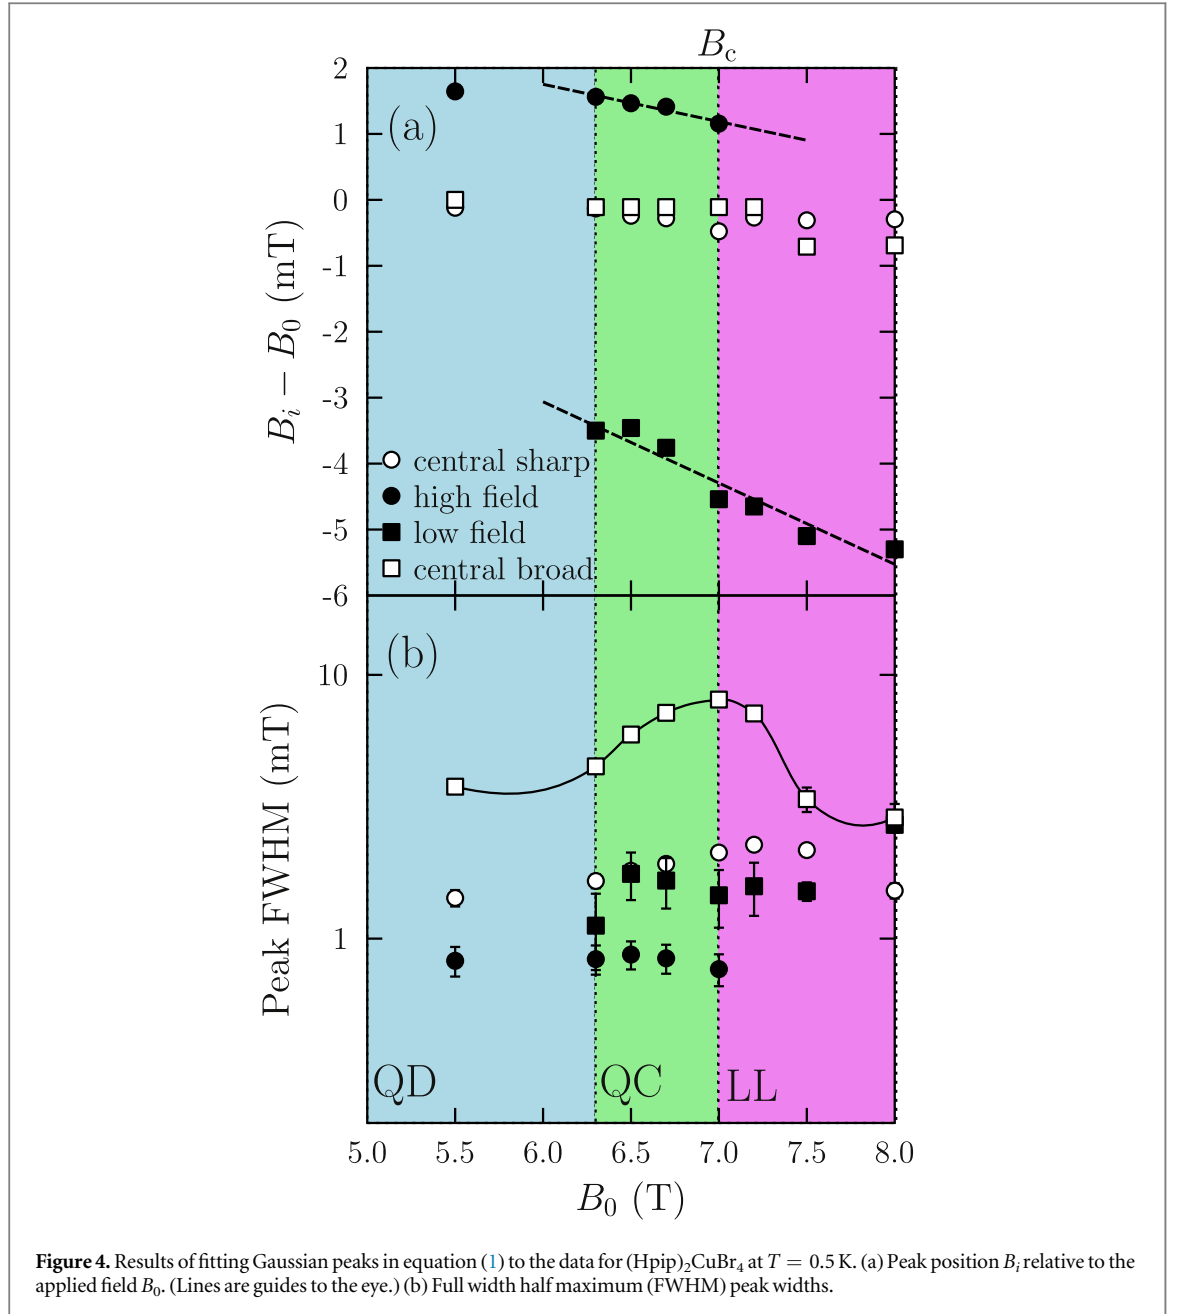 B_c
2
(a)
1
0
-1
-2
-3
-4
-5
-6
B_i − B_0 (mT)
central sharp
high field
low field
central broad
(b)
10
1
Peak FWHM (mT)
QD QC LL
5.0 5.5 6.0 6.5 7.0 7.5 8.0
B_0 (T)
Figure 4. Results of fitting Gaussian peaks in equation (1) to the data for (Hpip)₂CuBr₄ at T = 0.5 K. (a) Peak position B_i relative to the
applied field B_0. (Lines are guides to the eye.) (b) Full width half maximum (FWHM) peak widths.